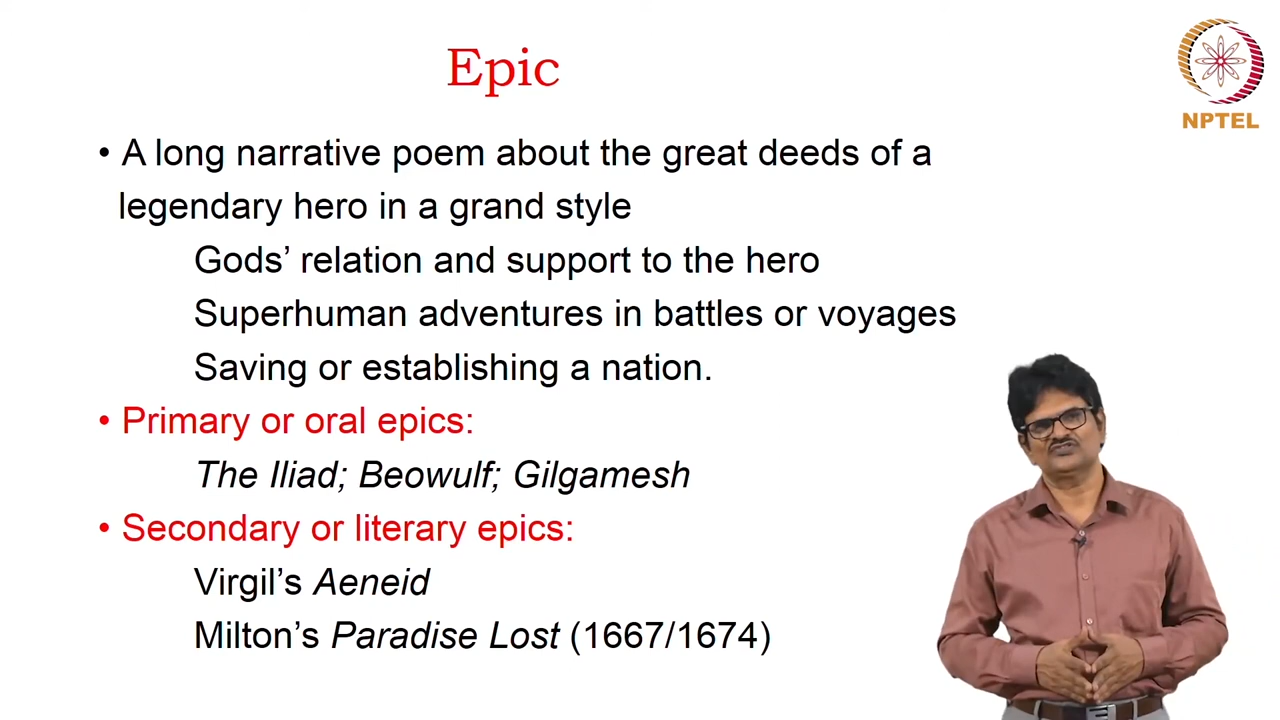 Epic
NPTEL
• A long narrative poem about the great deeds of a
legendary hero in a grand style
Gods’ relation and support to the hero
Superhuman adventures in battles or voyages
Saving or establishing a nation.
• Primary or oral epics:
The Iliad; Beowulf; Gilgamesh
• Secondary or literary epics:
Virgil’s Aeneid
Milton’s Paradise Lost (1667/1674)